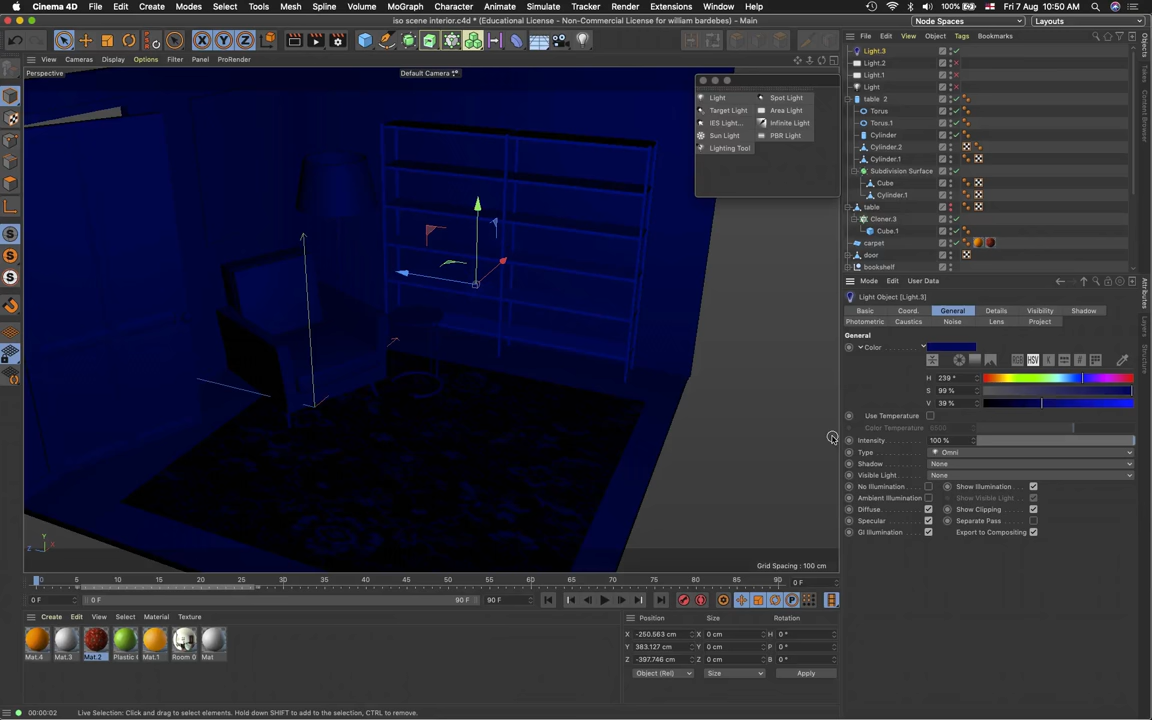 Cinema 4D File Edit Create Modes Select Tools Mesh Spline Volume MoGraph Character Animate Simulate Tracker Render Extensions Window Help 100% Fri 7 Aug 10:50 AM
iso scene interior.c4d * (Educational License - Non-Commercial License for william bardebes) - Main
Node Spaces Layouts
File Edit View Object Tags Bookmarks
View Cameras Display Options Filter Panel ProRender
Perspective
Default Camera
Light Spot Light
Target Light Area Light
IES Light... Infinite Light
Sun Light PBR Light
Lighting Tool
Light.3
Light.2
Light.1
Light
table 2
Torus
Torus.1
Cylinder
Cylinder.2
Cylinder.1
Subdivision Surface
Cube
Cylinder.1
table
Cloner.3
Cube.1
carpet
door
bookshelf
Objects
Takes
Content Browser
Mode Edit User Data
Light Object [Light.3]
Basic Coord. General Details Visibility Shadow
Photometric Caustics Noise Lens Project
General
Color
RGB HSV K
H 239 °
S 99 %
V 39 %
Use Temperature
Color Temperature 6500
Intensity 100 %
Type Omni
Shadow None
Visible Light None
No Illumination Show Illumination
Ambient Illumination Show Visible Light
Diffuse Show Clipping
Specular Separate Pass
GI Illumination Export to Compositing
Attributes
Layers
Structure
Grid Spacing : 100 cm
0 5 10 15 20 25 30 35 40 45 50 55 60 65 70 75 80 85 90 0 F
0 F 0 F 90 F 90 F
Create Edit View Select Material Texture
Mat.4 Mat.3 Mat.2 Plastic Mat.1 Room 0 Mat
Position Size Rotation
X -250.563 cm X 0 cm H 0 °
Y 383.127 cm Y 0 cm P 0 °
Z -397.746 cm Z 0 cm B 0 °
Object (Rel) Size Apply
00:00:02 Live Selection: Click and drag to select elements. Hold down SHIFT to add to the selection, CTRL to remove.